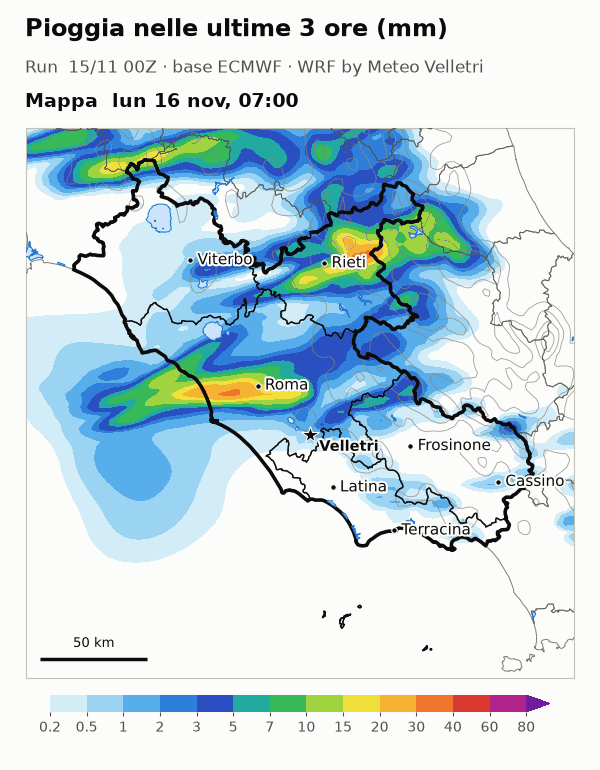 Pioggia nelle ultime 3 ore (mm)
Run 15/11 00Z · base ECMWF · WRF by Meteo Velletri
Mappa lun 16 nov, 07:00
Viterbo
Rieti
Roma
Velletri
Frosinone
Cassino
Latina
Terracina
50 km
0.2 0.5 1 2 3 5 7 10 15 20 30 40 60 80